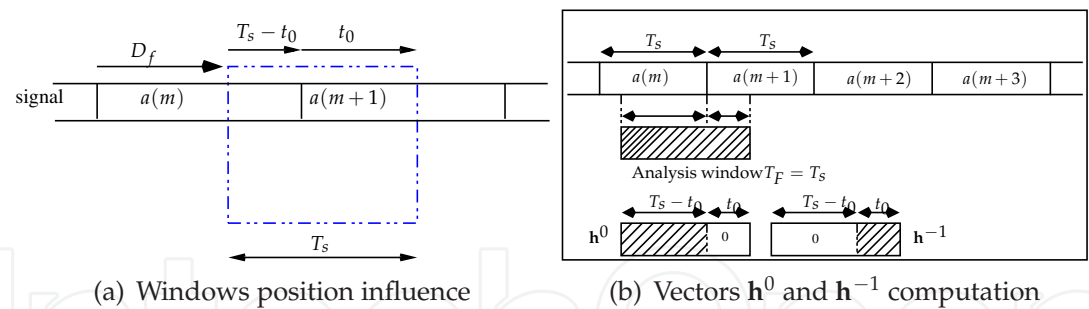 T_s − t_0
t_0
D_f
signal
a(m)
a(m + 1)
T_s
(a) Windows position influence
T_s
T_s
a(m)
a(m + 1)
a(m + 2)
a(m + 3)
Analysis window T_F = T_s
T_s − t_0
t_0
T_s − t_0
t_0
h^0
0
0
h^−1
(b) Vectors h^0 and h^−1 computation